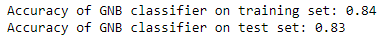 Accuracy of GNB classifier on training set: 0.84
Accuracy of GNB classifier on test set: 0.83